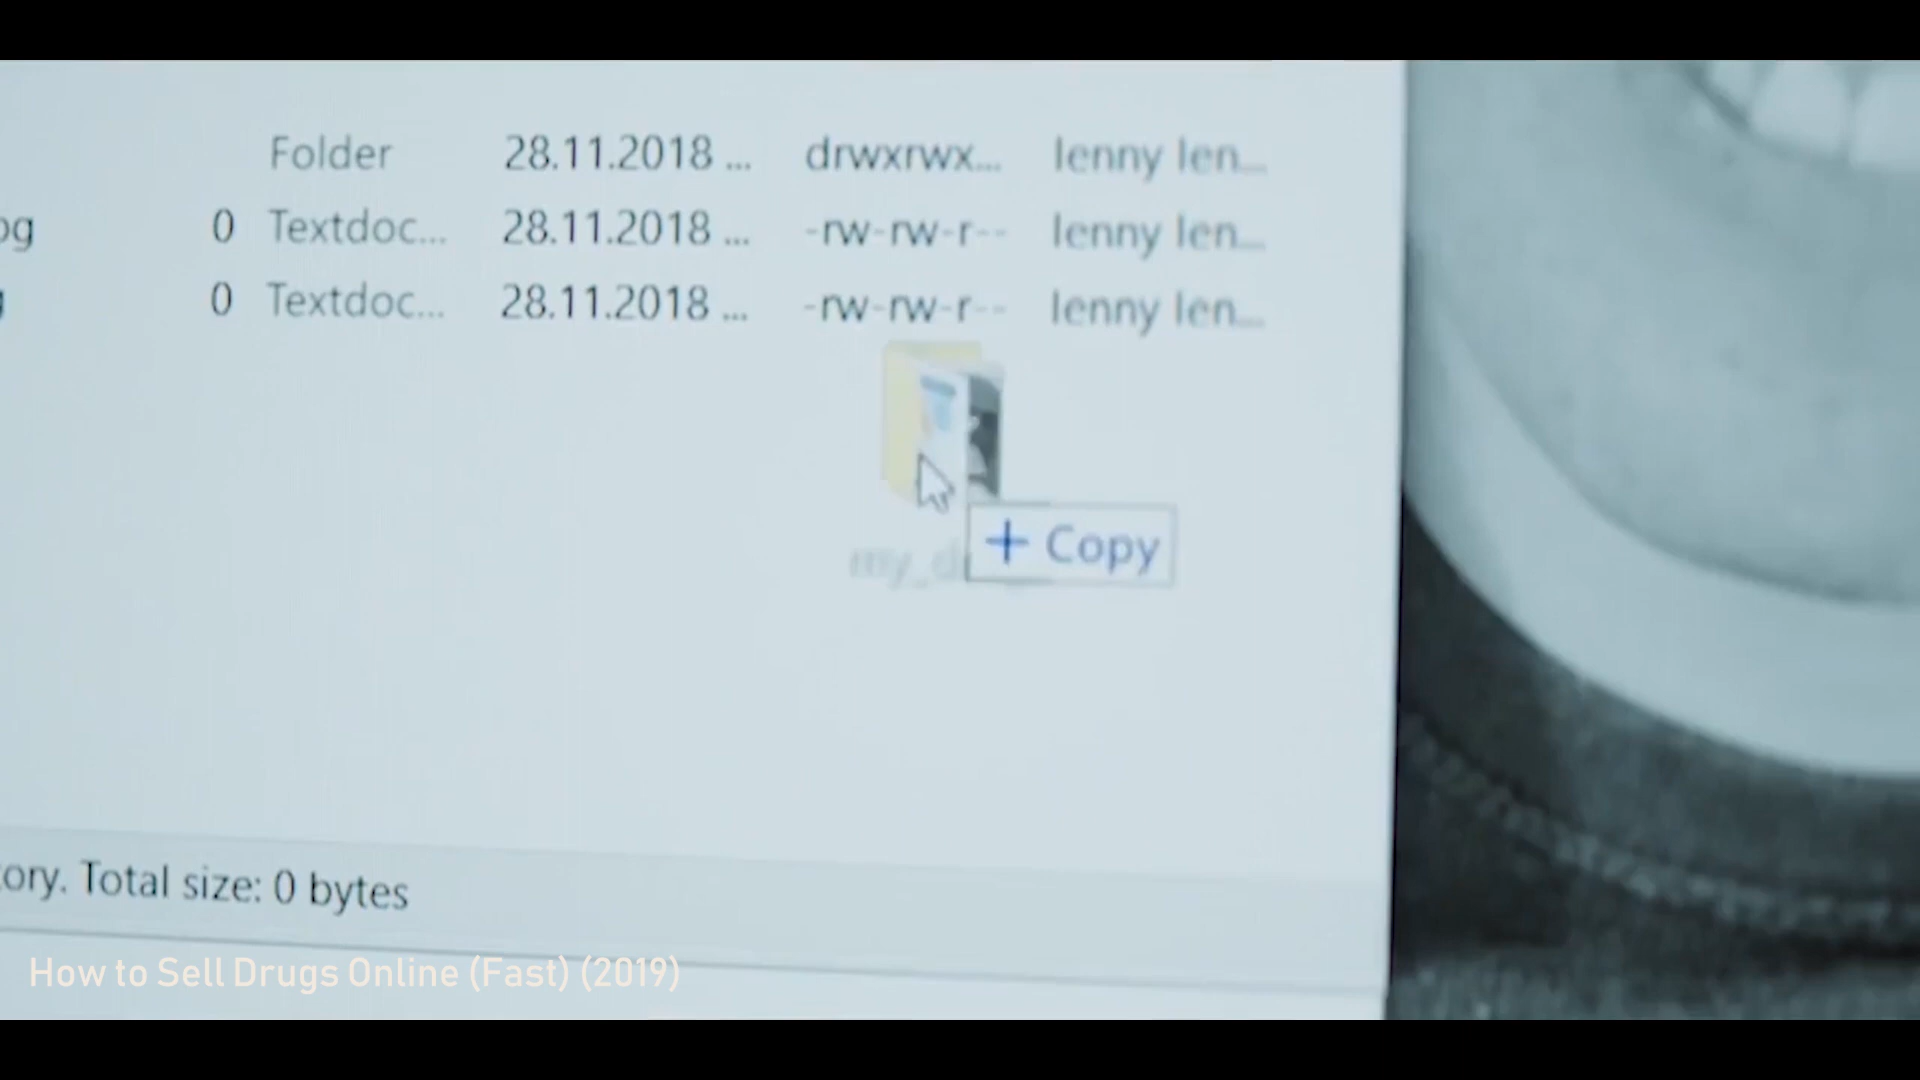 Folder 28.11.2018 ... drwxrwx... lenny len...
og 0 Textdoc... 28.11.2018 ... -rw-rw-r-- lenny len...
0 Textdoc... 28.11.2018 ... -rw-rw-r-- lenny len...
+ Copy
my_d
ory. Total size: 0 bytes
How to Sell Drugs Online (Fast) (2019)